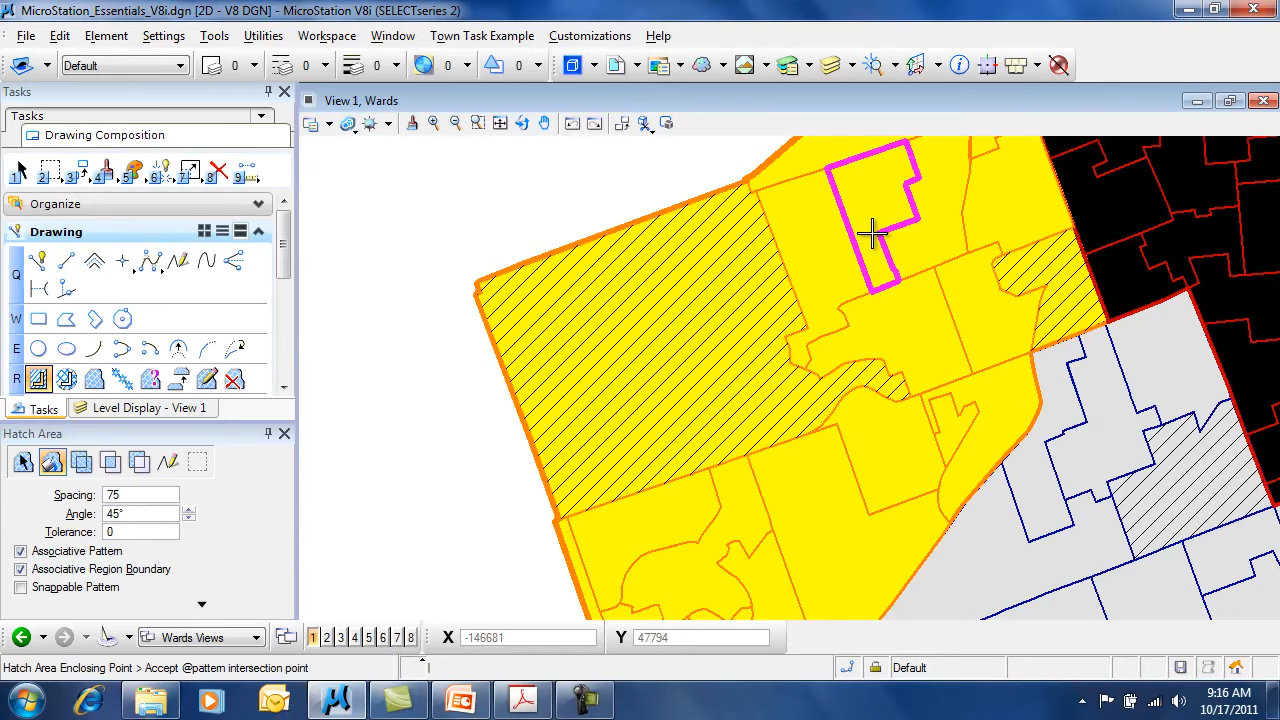 MicroStation_Essentials_V8i.dgn [2D - V8 DGN] - MicroStation V8i (SELECTseries 2)
File Edit Element Settings Tools Utilities Workspace Window Town Task Example Customizations Help
Default 0 0 0 0 0
Tasks
View 1, Wards
Tasks
Drawing Composition
1 2 3 4 5 6 7 8 9
Organize
Drawing
Q
W
E
R
Tasks Level Display - View 1
Hatch Area
Spacing: 75
Angle: 45°
Tolerance: 0
Associative Pattern
Associative Region Boundary
Snappable Pattern
Wards Views 1 2 3 4 5 6 7 8 X -146681 Y 47794
Hatch Area Enclosing Point > Accept @pattern intersection point Default
9:16 AM
10/17/2011